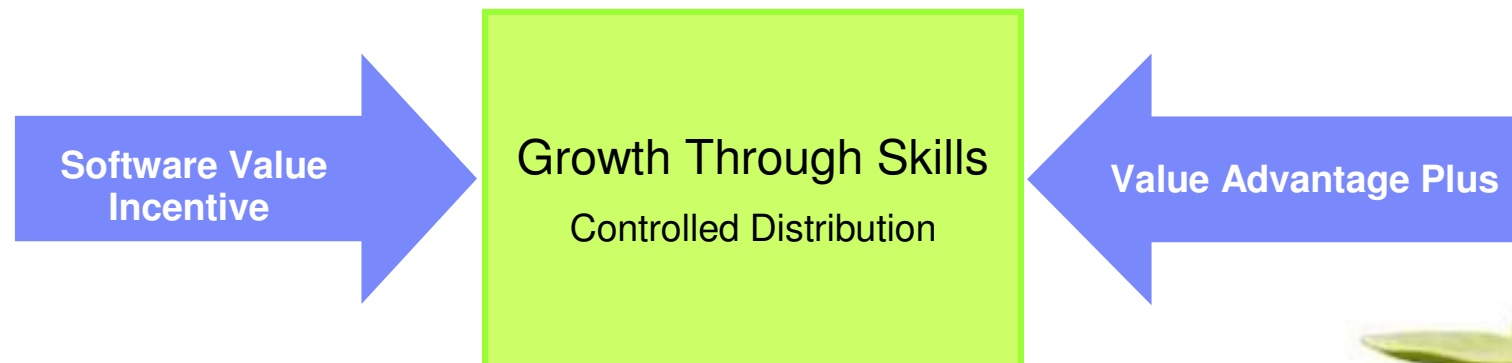 Software Value
Incentive
Growth Through Skills
Controlled Distribution
Value Advantage Plus